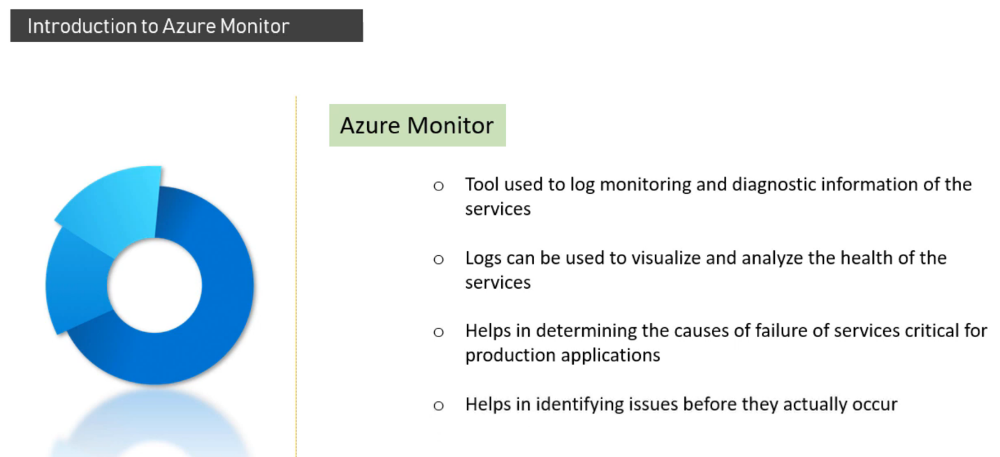 Introduction to Azure Monitor
Azure Monitor
o Tool used to log monitoring and diagnostic information of the
services
o Logs can be used to visualize and analyze the health of the
services
o Helps in determining the causes of failure of services critical for
production applications
o Helps in identifying issues before they actually occur